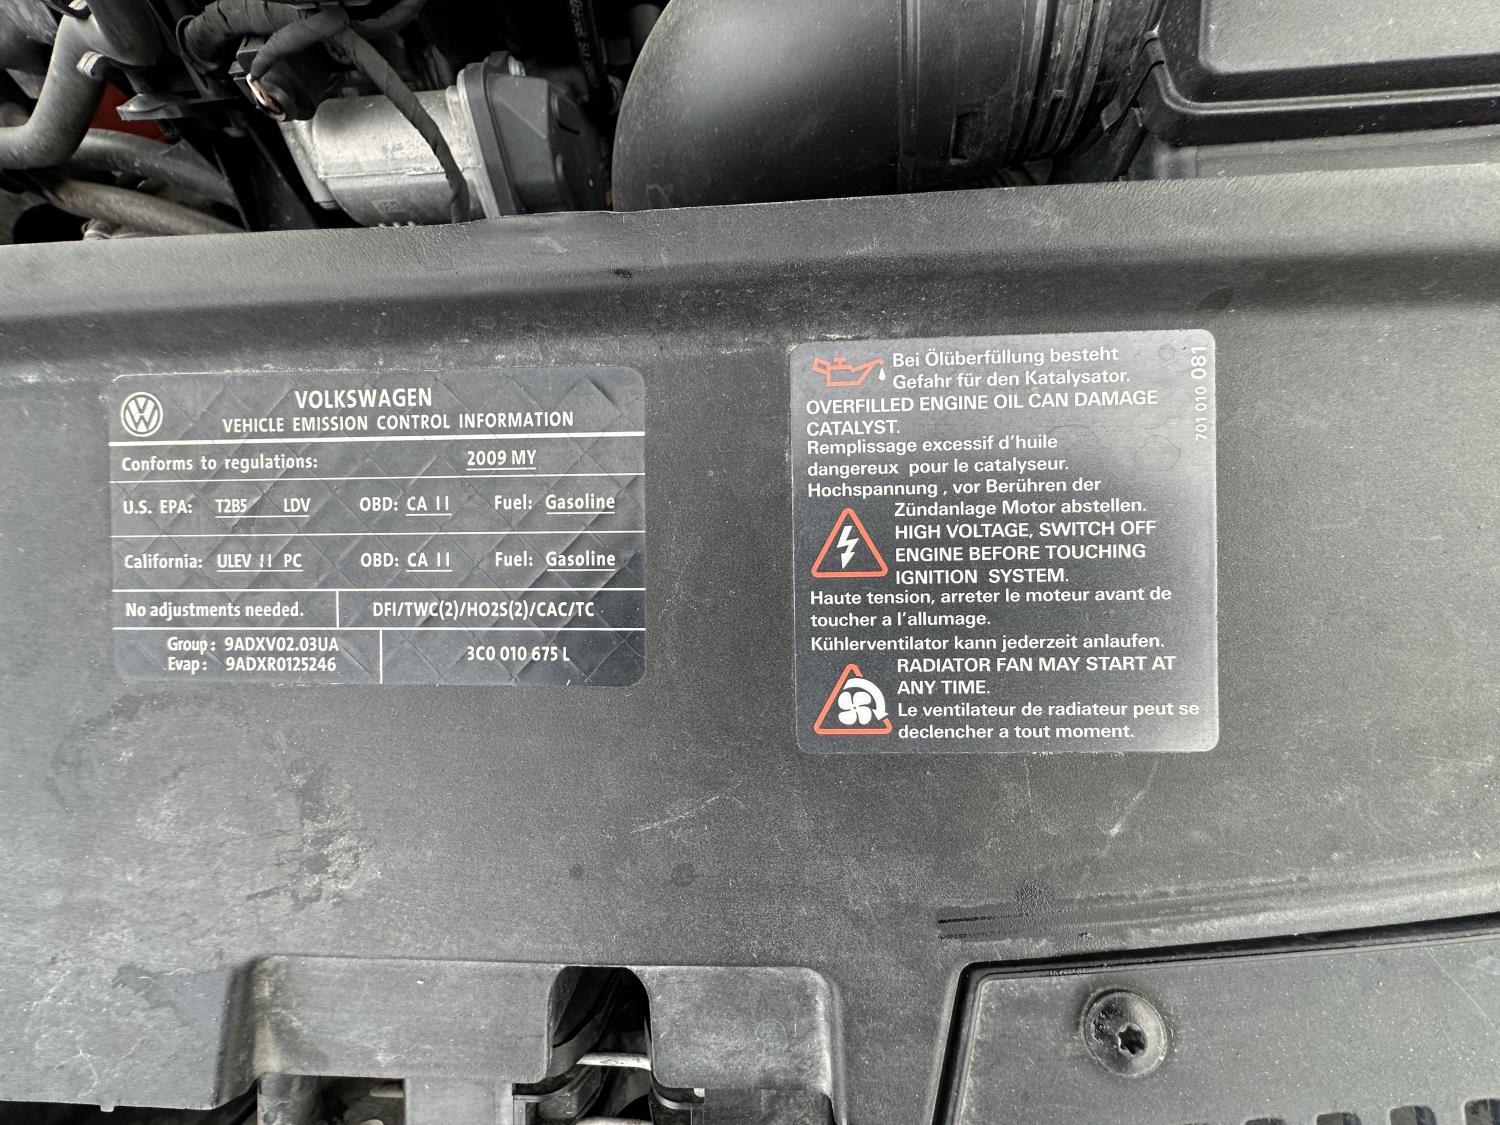 VOLKSWAGEN
VEHICLE EMISSION CONTROL INFORMATION
Conforms to regulations: 2009 MY
U.S. EPA: T2B5 LDV OBD: CA II Fuel: Gasoline
California: ULEV II PC OBD: CA II Fuel: Gasoline
No adjustments needed. DFI/TWC(2)/HO2S(2)/CAC/TC
Group: 9ADXV02.03UA
Evap: 9ADXR0125246
3C0 010 675 L
Bei Ölüberfüllung besteht
Gefahr für den Katalysator.
OVERFILLED ENGINE OIL CAN DAMAGE
CATALYST.
Remplissage excessif d'huile
dangereux pour le catalyseur.
Hochspannung , vor Berühren der
Zündanlage Motor abstellen.
HIGH VOLTAGE, SWITCH OFF
ENGINE BEFORE TOUCHING
IGNITION SYSTEM.
Haute tension, arreter le moteur avant de
toucher a l'allumage.
Kühlerventilator kann jederzeit anlaufen.
RADIATOR FAN MAY START AT
ANY TIME.
Le ventilateur de radiateur peut se
declencher a tout moment.
701 010 081